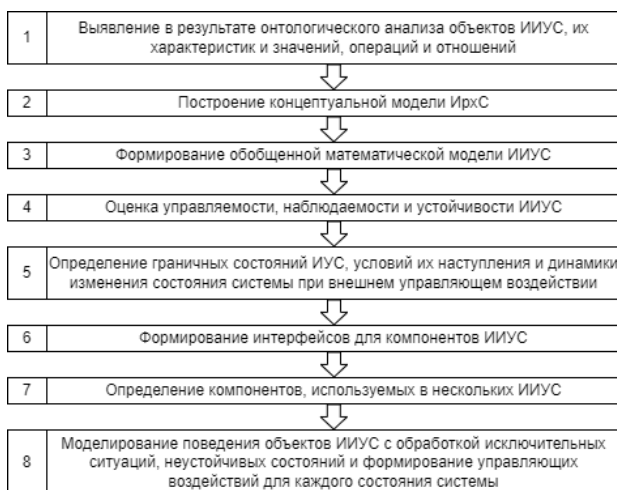 1
Выявление в результате онтологического анализа объектов ИИУС, их
характеристик и значений, операций и отношений
2
Построение концептуальной модели ИрхС
3
Формирование обобщенной математической модели ИИУС
4
Оценка управляемости, наблюдаемости и устойчивости ИИУС
5
Определение граничных состояний ИУС, условий их наступления и динамики
изменения состояния системы при внешнем управляющем воздействии
6
Формирование интерфейсов для компонентов ИИУС
7
Определение компонентов, используемых в нескольких ИИУС
8
Моделирование поведения объектов ИИУС с обработкой исключительных
ситуаций, неустойчивых состояний и формирование управляющих
воздействий для каждого состояния системы